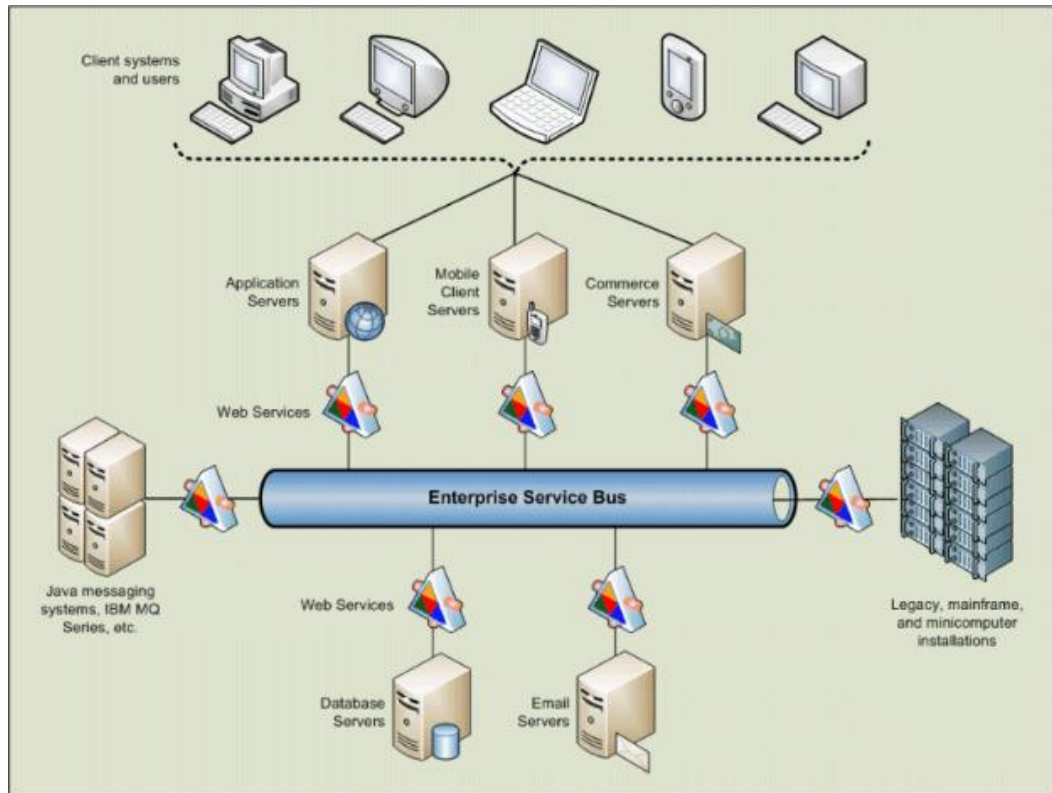 Client systems
and users
Application
Servers
Mobile
Client
Servers
Commerce
Servers
Web Services
Enterprise Service Bus
Java messaging
systems, IBM MQ
Series, etc.
Web Services
Legacy, mainframe,
and minicomputer
installations
Database
Servers
Email
Servers